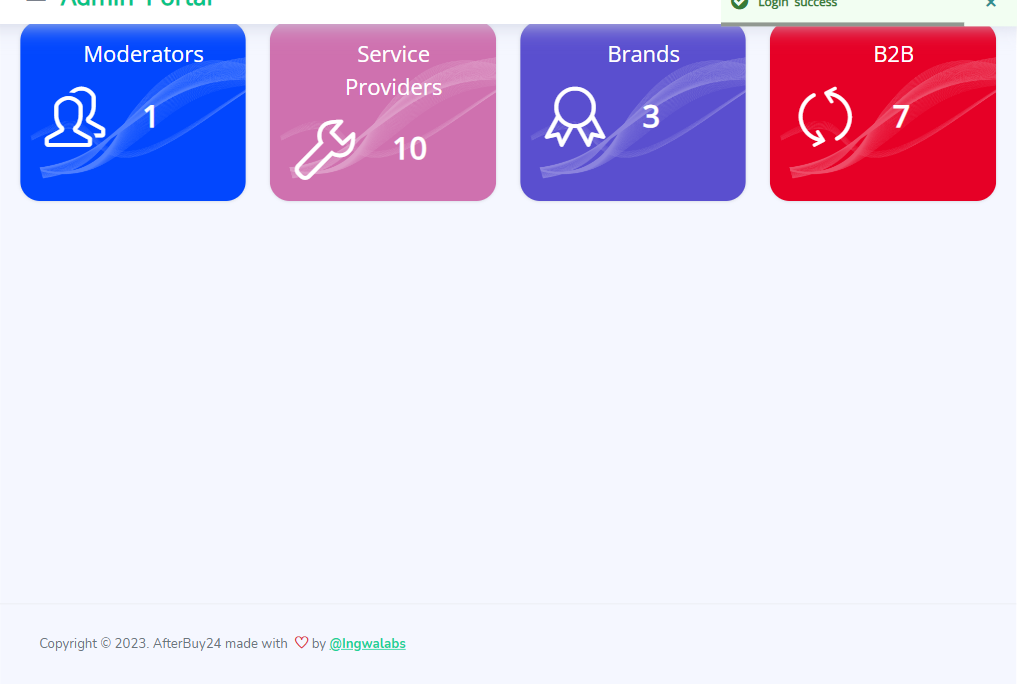 Admin Portal
Login success
Moderators
1
Service
Providers
10
Brands
3
B2B
7
Copyright © 2023. AfterBuy24 made with ♡ by @Ingwalabs